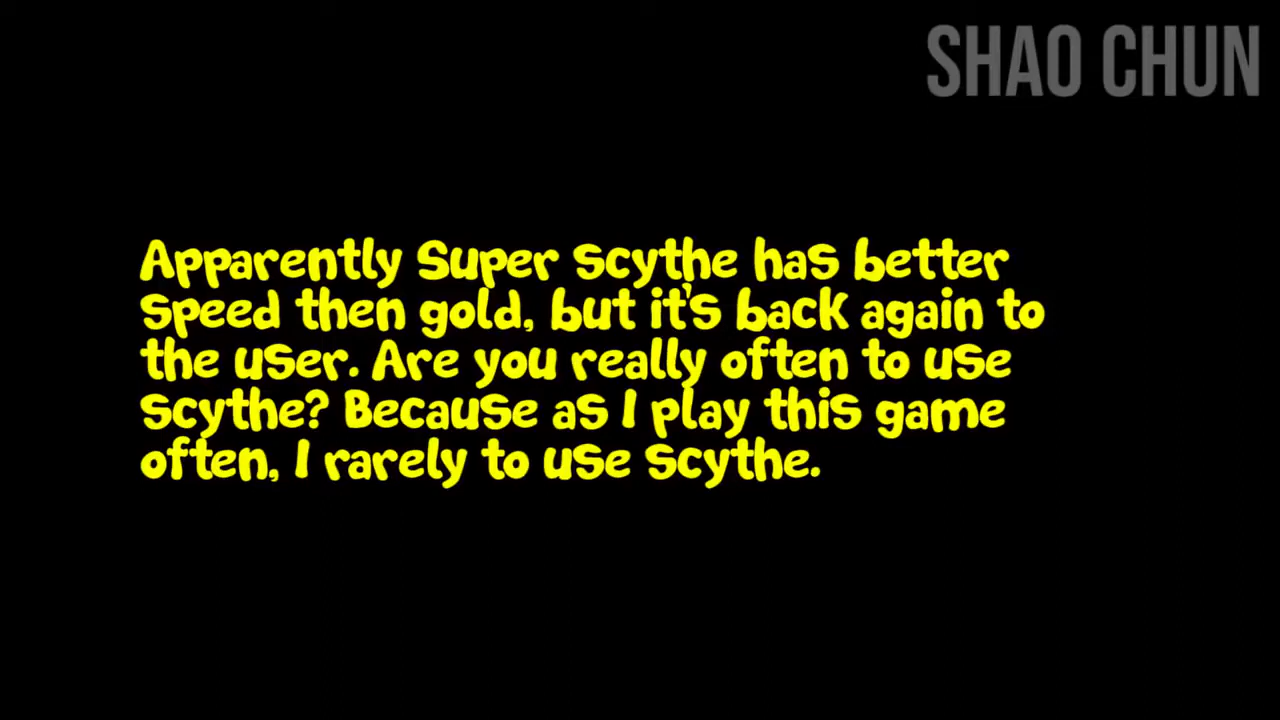 SHAO CHUN
Apparently Super Scythe has better
speed then gold, but it's back again to
the user. Are you really often to use
scythe? Because as I play this game
often, I rarely to use scythe.